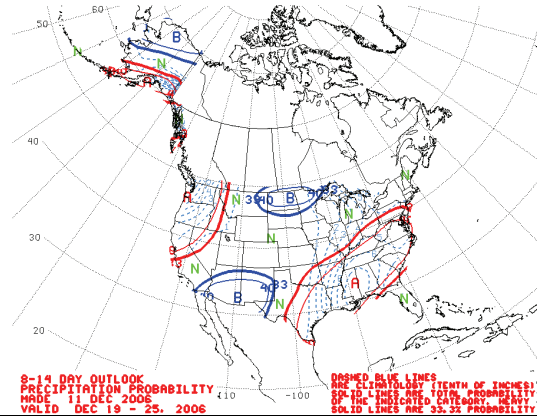 60
50
B
N
N
A
40
A
N
33
40
B
40
33
N
N
N
30
N
A
40
B
40
33
N
N
20
110
-100
8-14 DAY OUTLOOK
PRECIPITATION PROBABILITY
MADE 11 DEC 2006
VALID DEC 19 - 25, 2006
DASHED BLUE LINES
ARE CLIMATOLOGY (TENTH OF INCHES)
SOLID LINES ARE TOTAL PROBABILITY
OF THE INDICATED CATEGORY, HEAVY
SOLID LINES ARE 33.3% PROBABILITY